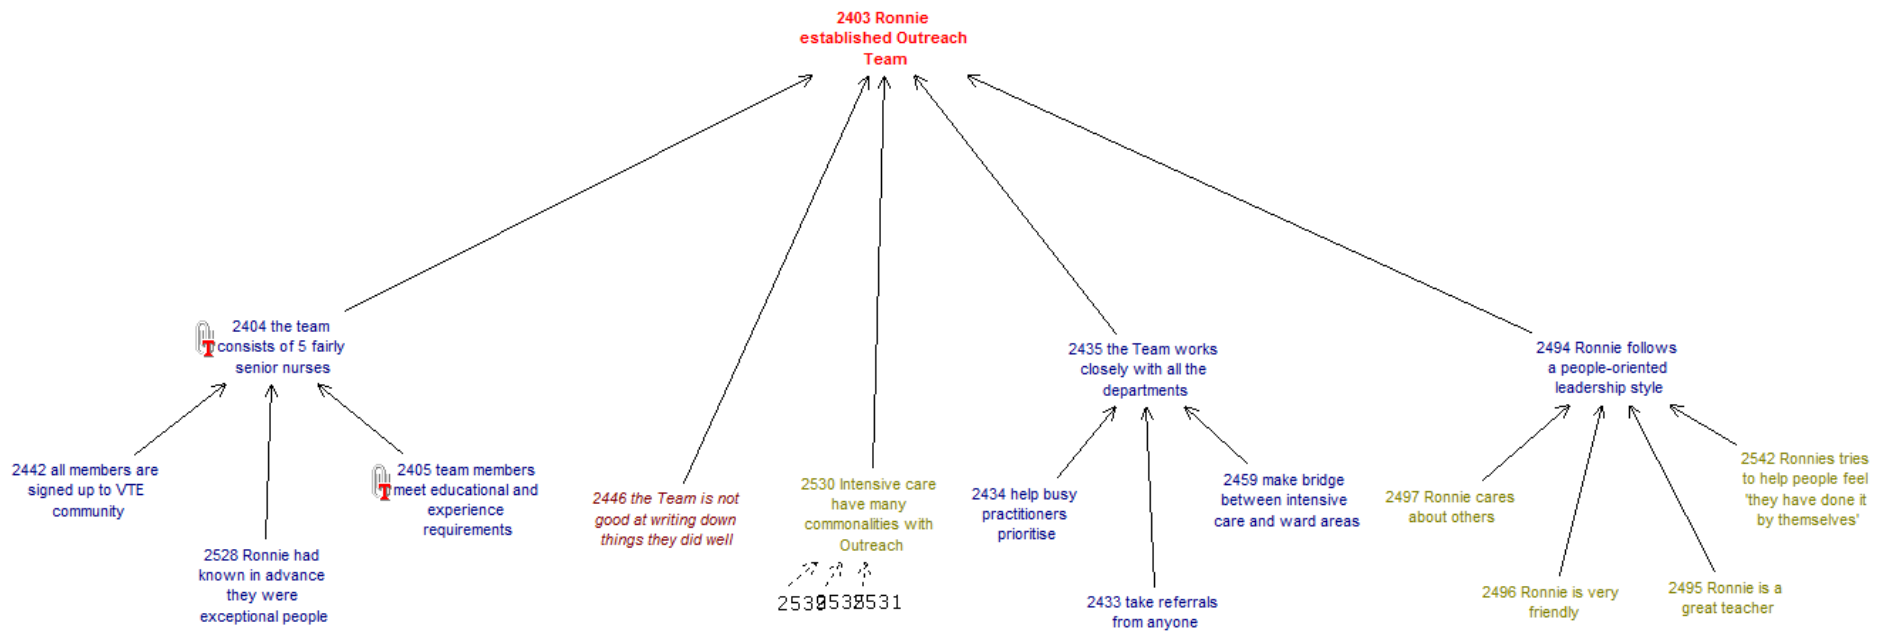 2403 Ronnie
established Outreach
Team
2404 the team
consists of 5 fairly
senior nurses
2435 the Team works
closely with all the
departments
2494 Ronnie follows
a people-oriented
leadership style
2442 all members are
signed up to VTE
community
2528 Ronnie had
known in advance
they were
exceptional people
2405 team members
meet educational and
experience
requirements
2446 the Team is not
good at writing down
things they did well
2530 Intensive care
have many
commonalities with
Outreach
2531
2434 help busy
practitioners
prioritise
2433 take referrals
from anyone
2459 make bridge
between intensive
care and ward areas
2497 Ronnie cares
about others
2496 Ronnie is very
friendly
2495 Ronnie is a
great teacher
2542 Ronnies tries
to help people feel
'they have done it
by themselves'